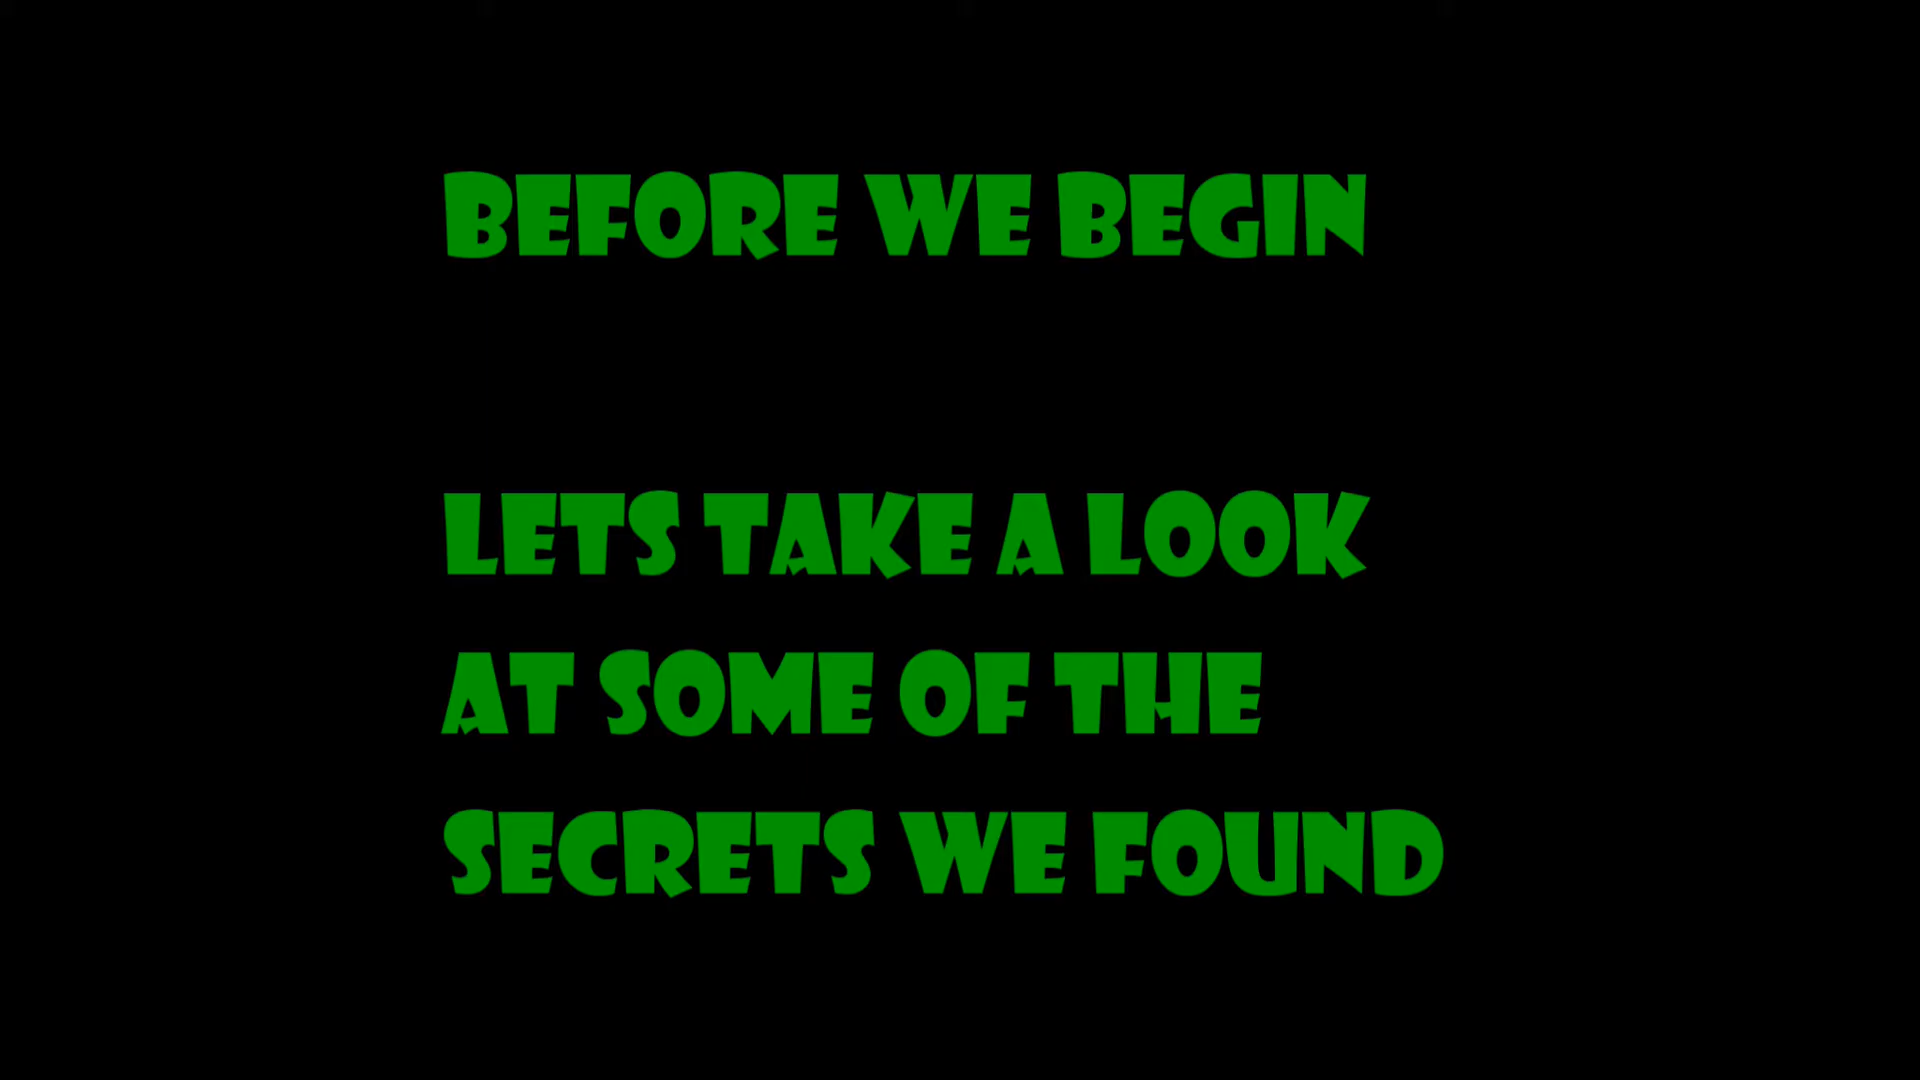 BEFORE WE BEGIN
LETS TAKE A LOOK
AT SOME OF THE
SECRETS WE FOUND